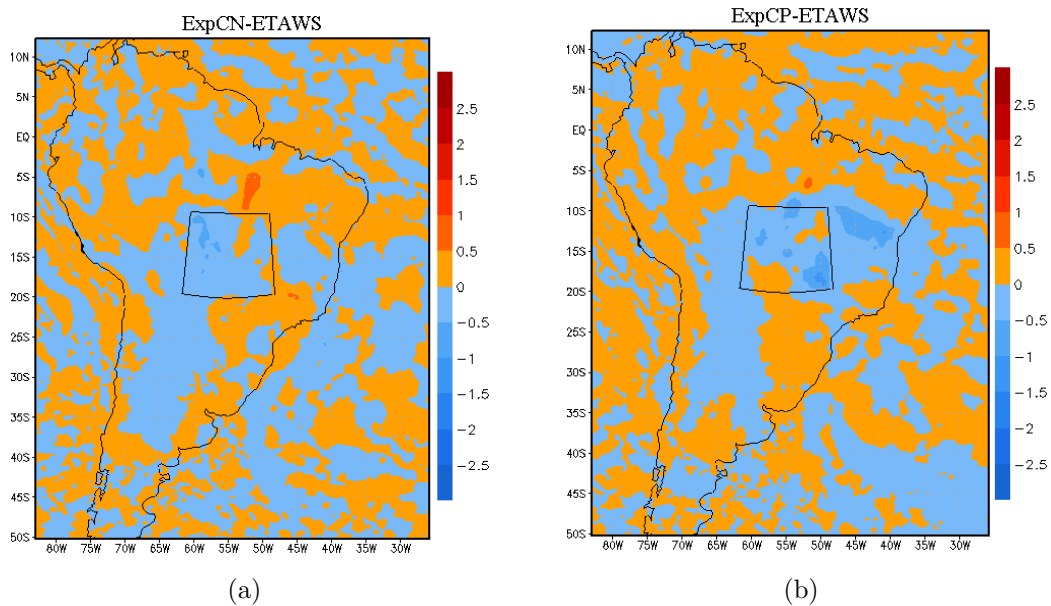 ExpCN-ETAWS
10N
5N
EQ
5S
10S
15S
20S
25S
30S
35S
40S
45S
50S
80W 75W 70W 65W 60W 55W 50W 45W 40W 35W 30W
2.5
2
1.5
1
0.5
0
−0.5
−1
−1.5
−2
−2.5
(a)
ExpCP-ETAWS
10N
5N
EQ
5S
10S
15S
20S
25S
30S
35S
40S
45S
50S
80W 75W 70W 65W 60W 55W 50W 45W 40W 35W 30W
2.5
2
1.5
1
0.5
0
−0.5
−1
−1.5
−2
−2.5
(b)